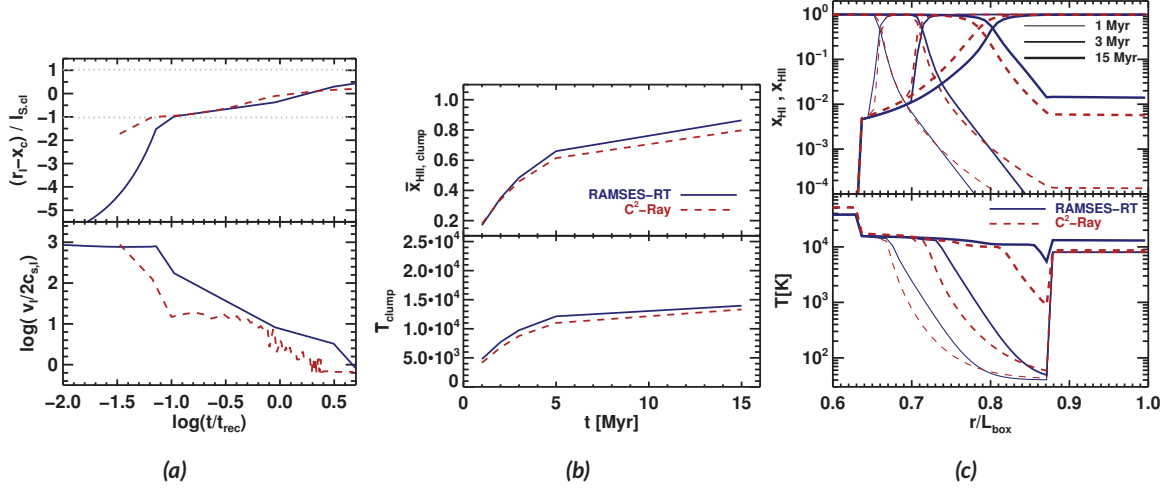 (r_I−x_c) / l_S,cl
1
0
−1
−2
−3
−4
−5
log( v_I/2c_s,I)
3
2
1
0
−2.0 −1.5 −1.0 −0.5 0.0 0.5
log(t/t_rec)
(a)
x̄_HII, clump
1.0
0.8
0.6
0.4
0.2
RAMSES−RT
C²−Ray
T_clump
2.5•10⁴
2.0•10⁴
1.5•10⁴
1.0•10⁴
5.0•10³
0
0 5 10 15
t [Myr]
(b)
x_HI , x_HII
10⁰
10⁻¹
10⁻²
10⁻³
10⁻⁴
1 Myr
3 Myr
15 Myr
T[K]
10⁴
10³
10²
RAMSES−RT
C²−Ray
0.6 0.7 0.8 0.9 1.0
r/L_box
(c)